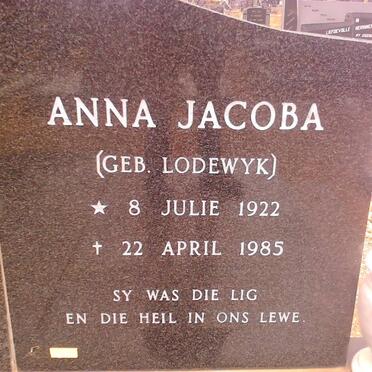 ANNA JACOBA
(GEB. LODEWYK)
★ 8 JULIE 1922
✝ 22 APRIL 1985
SY WAS DIE LIG
EN DIE HEIL IN ONS LEWE.